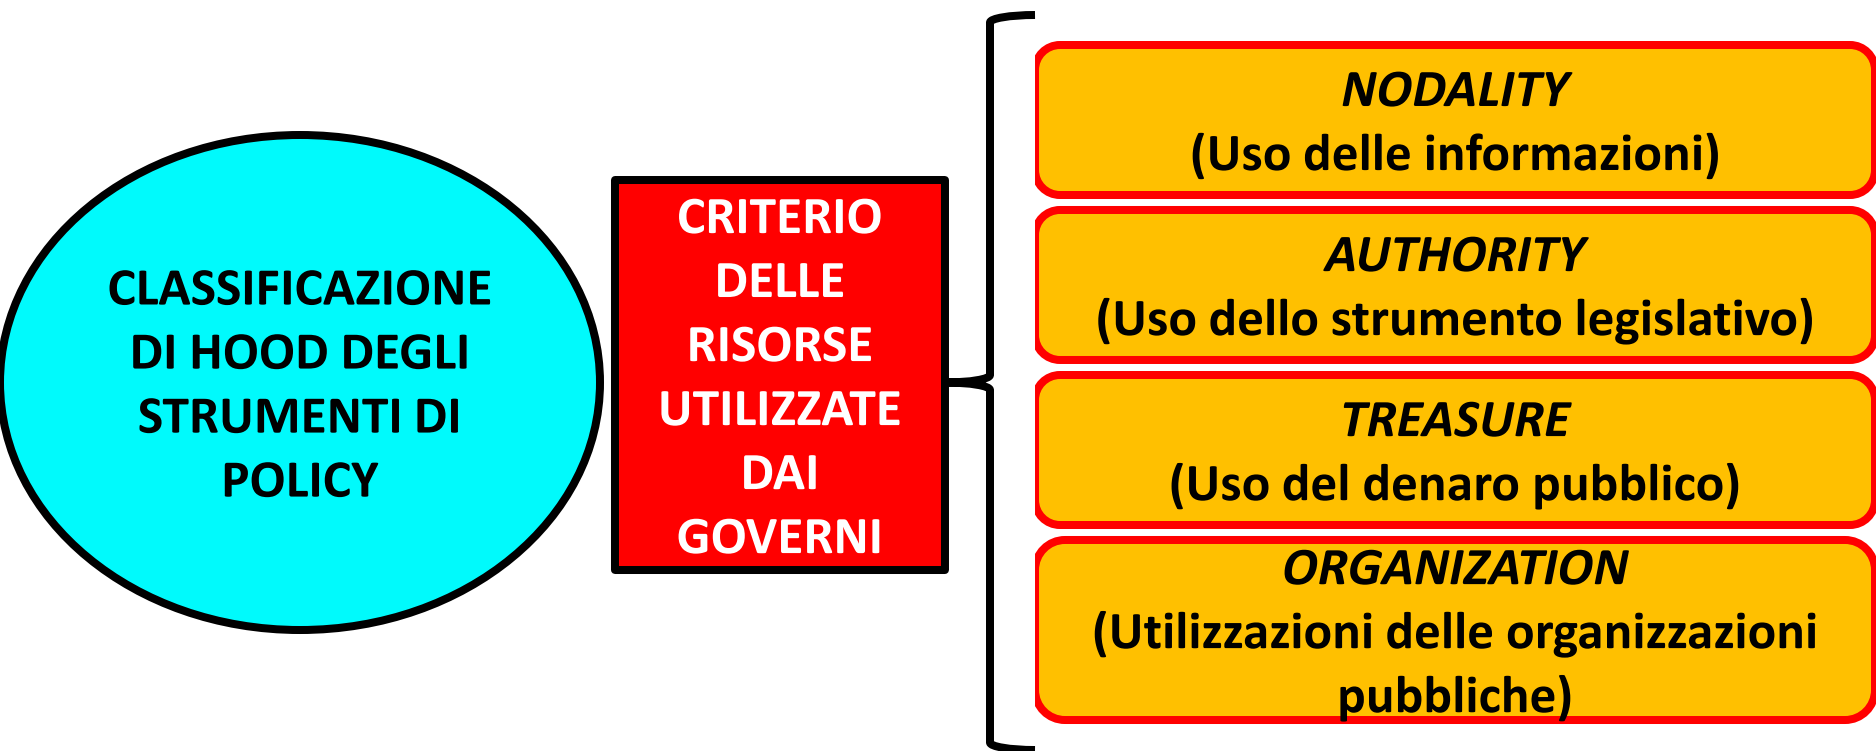 CLASSIFICAZIONE
DI HOOD DEGLI
STRUMENTI DI
POLICY
CRITERIO
DELLE
RISORSE
UTILIZZATE
DAI
GOVERNI
NODALITY
(Uso delle informazioni)
AUTHORITY
(Uso dello strumento legislativo)
TREASURE
(Uso del denaro pubblico)
ORGANIZATION
(Utilizzazioni delle organizzazioni
pubbliche)